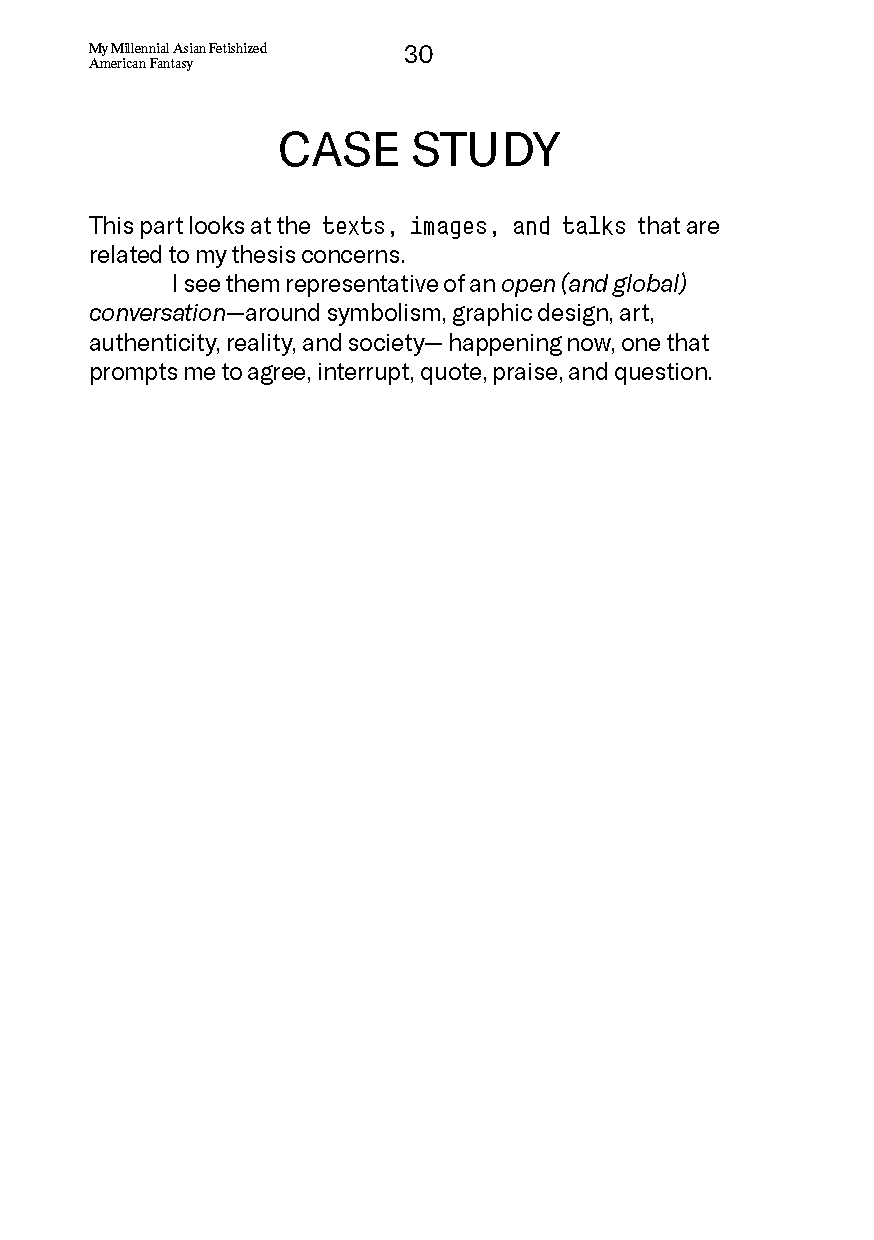 My Millennial Asian Fetishized
American Fantasy
30
CASE STUDY
This part looks at the texts, images, and talks that are
related to my thesis concerns.
I see them representative of an open (and global)
conversation—around symbolism, graphic design, art,
authenticity, reality, and society— happening now, one that
prompts me to agree, interrupt, quote, praise, and question.